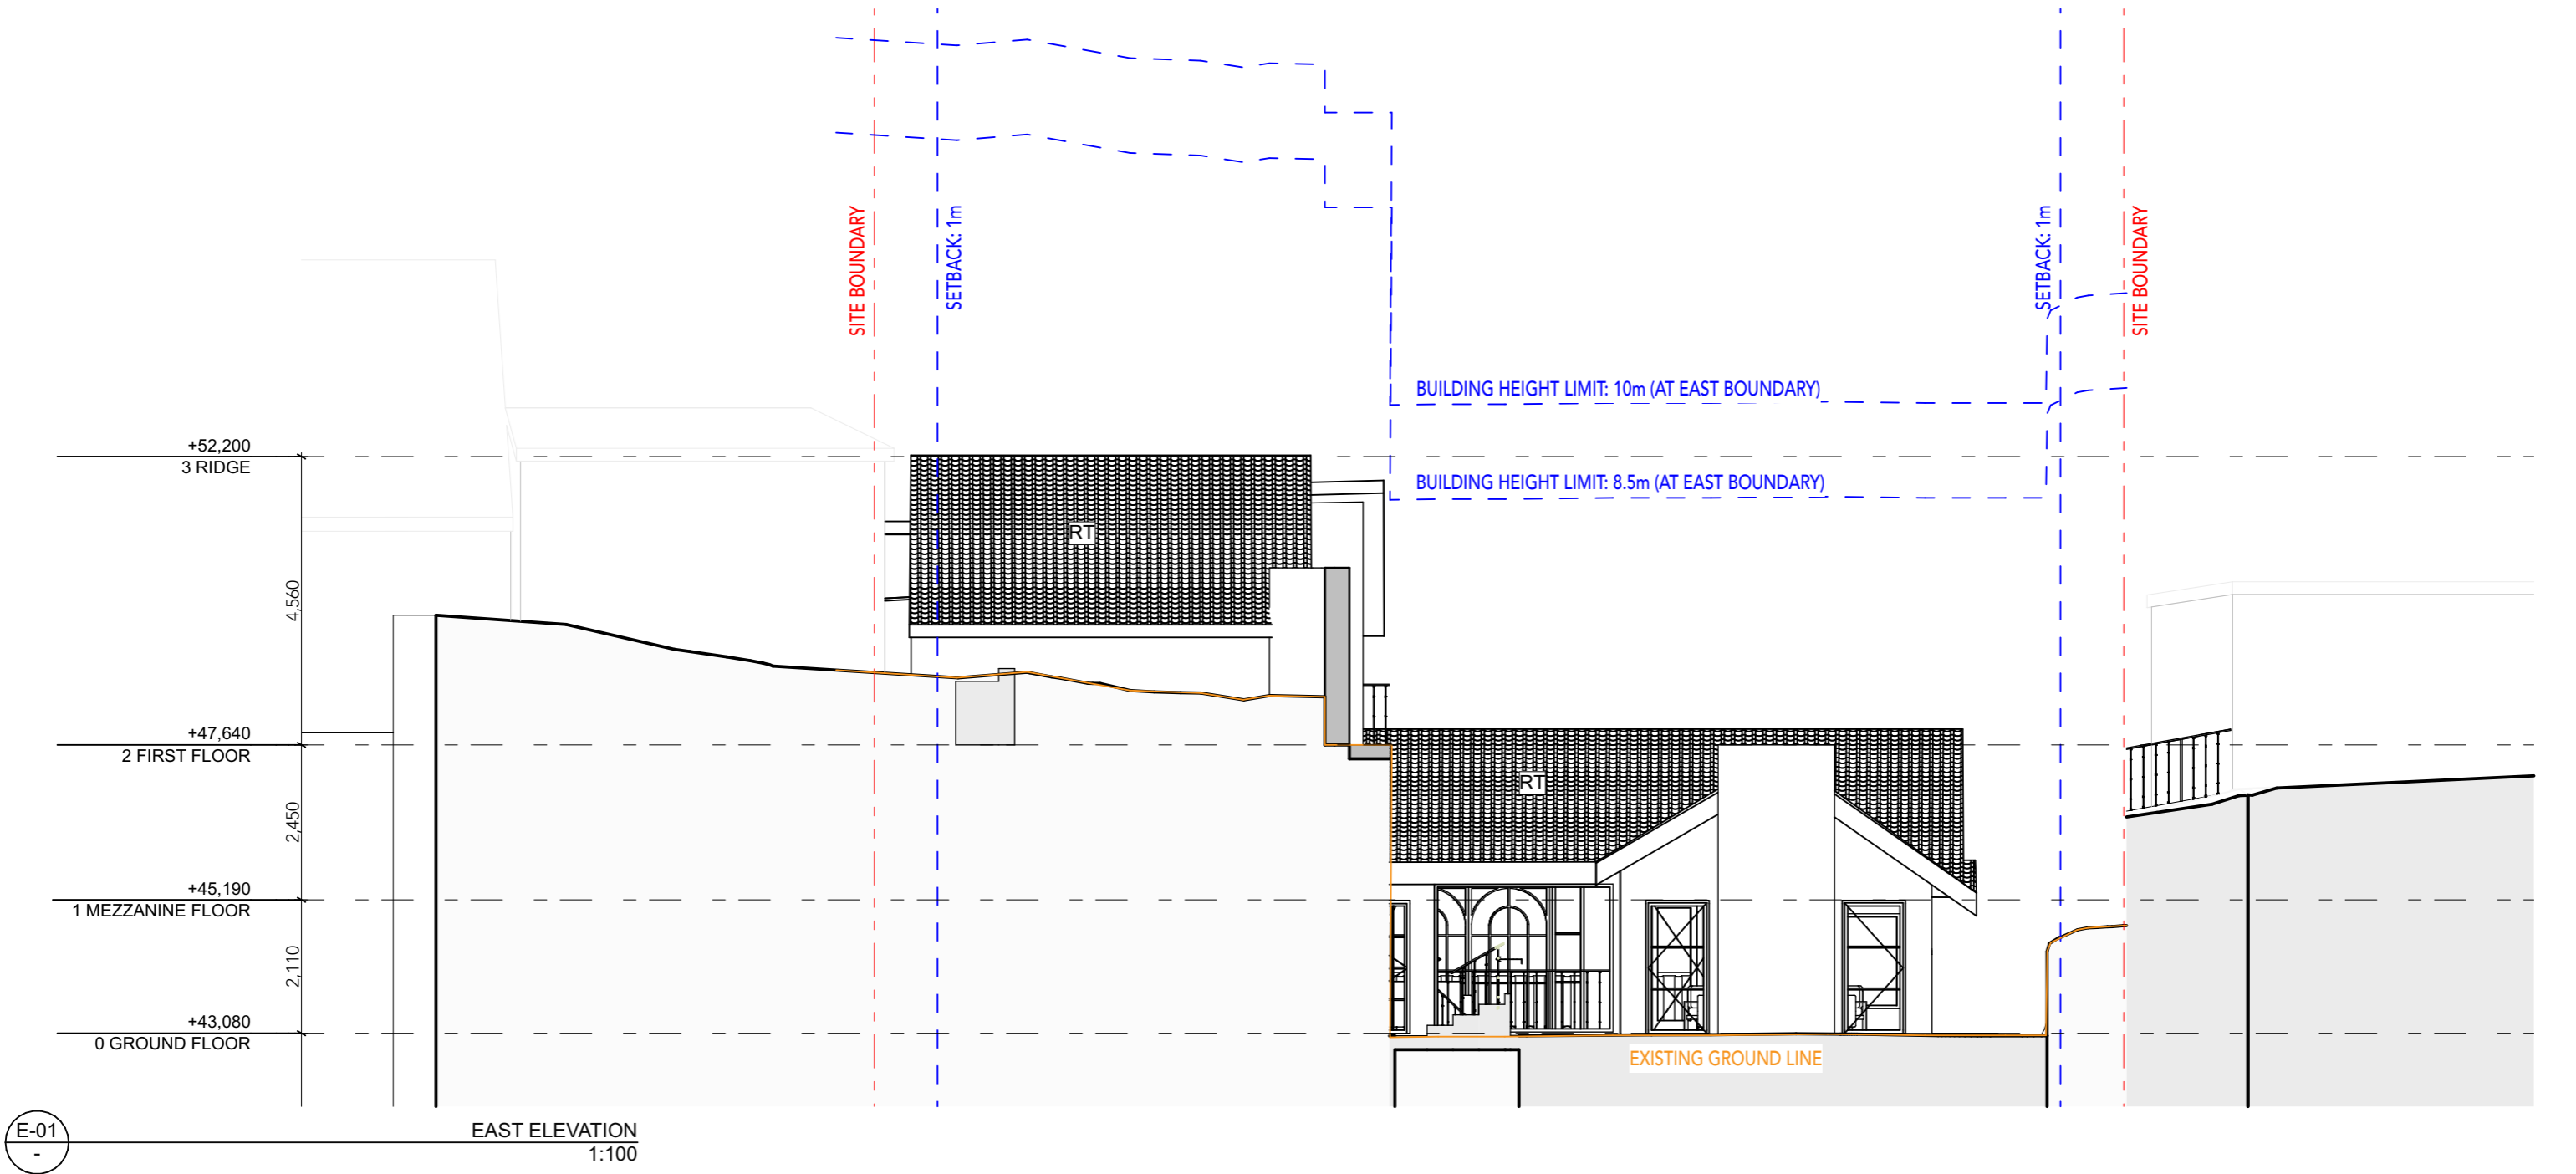 SITE BOUNDARY
SETBACK: 1m
SETBACK: 1m
SITE BOUNDARY
BUILDING HEIGHT LIMIT: 10m (AT EAST BOUNDARY)
+52,200
3 RIDGE
BUILDING HEIGHT LIMIT: 8.5m (AT EAST BOUNDARY)
RT
4,560
+47,640
2 FIRST FLOOR
RT
2,450
+45,190
1 MEZZANINE FLOOR
2,110
+43,080
0 GROUND FLOOR
EXISTING GROUND LINE
E-01
-
EAST ELEVATION
1:100